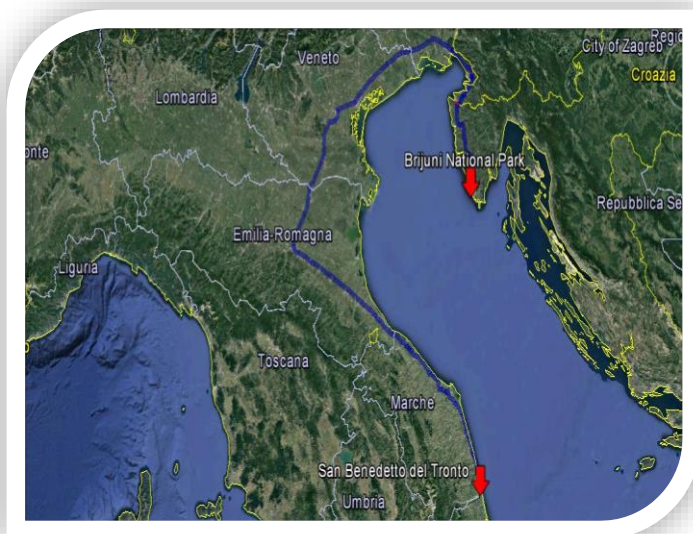 Regio
City of Zagreb
Veneto
Croazia
Lombardia
onte
Brijuni National Park
Repubblica Se
Emilia-Romagna
Liguria
Toscana
Marche
San Benedetto del Tronto
Umbria